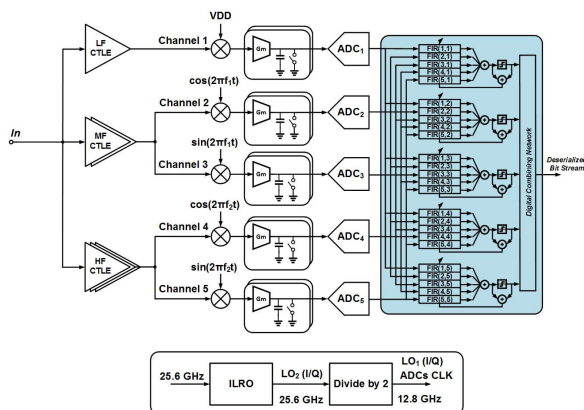 VDD
LF
CTLE
Channel 1
Gm
ADC1
FIR(1,1)
FIR(2,1)
FIR(3,1)
FIR(4,1)
FIR(5,1)
cos(2πf1t)
In
MF
CTLE
Channel 2
Gm
ADC2
FIR(1,2)
FIR(2,2)
FIR(3,2)
FIR(4,2)
FIR(5,2)
sin(2πf1t)
Channel 3
Gm
ADC3
FIR(1,3)
FIR(2,3)
FIR(3,3)
FIR(4,3)
FIR(5,3)
cos(2πf2t)
HF
CTLE
Channel 4
Gm
ADC4
FIR(1,4)
FIR(2,4)
FIR(3,4)
FIR(4,4)
FIR(5,4)
sin(2πf2t)
Channel 5
Gm
ADC5
FIR(1,5)
FIR(2,5)
FIR(3,5)
FIR(4,5)
FIR(5,5)
Digital Combining Network
Deserialized
Bit Stream
25.6 GHz
ILRO
LO2 (I/Q)
25.6 GHz
Divide by 2
LO1 (I/Q)
ADCs CLK
12.8 GHz